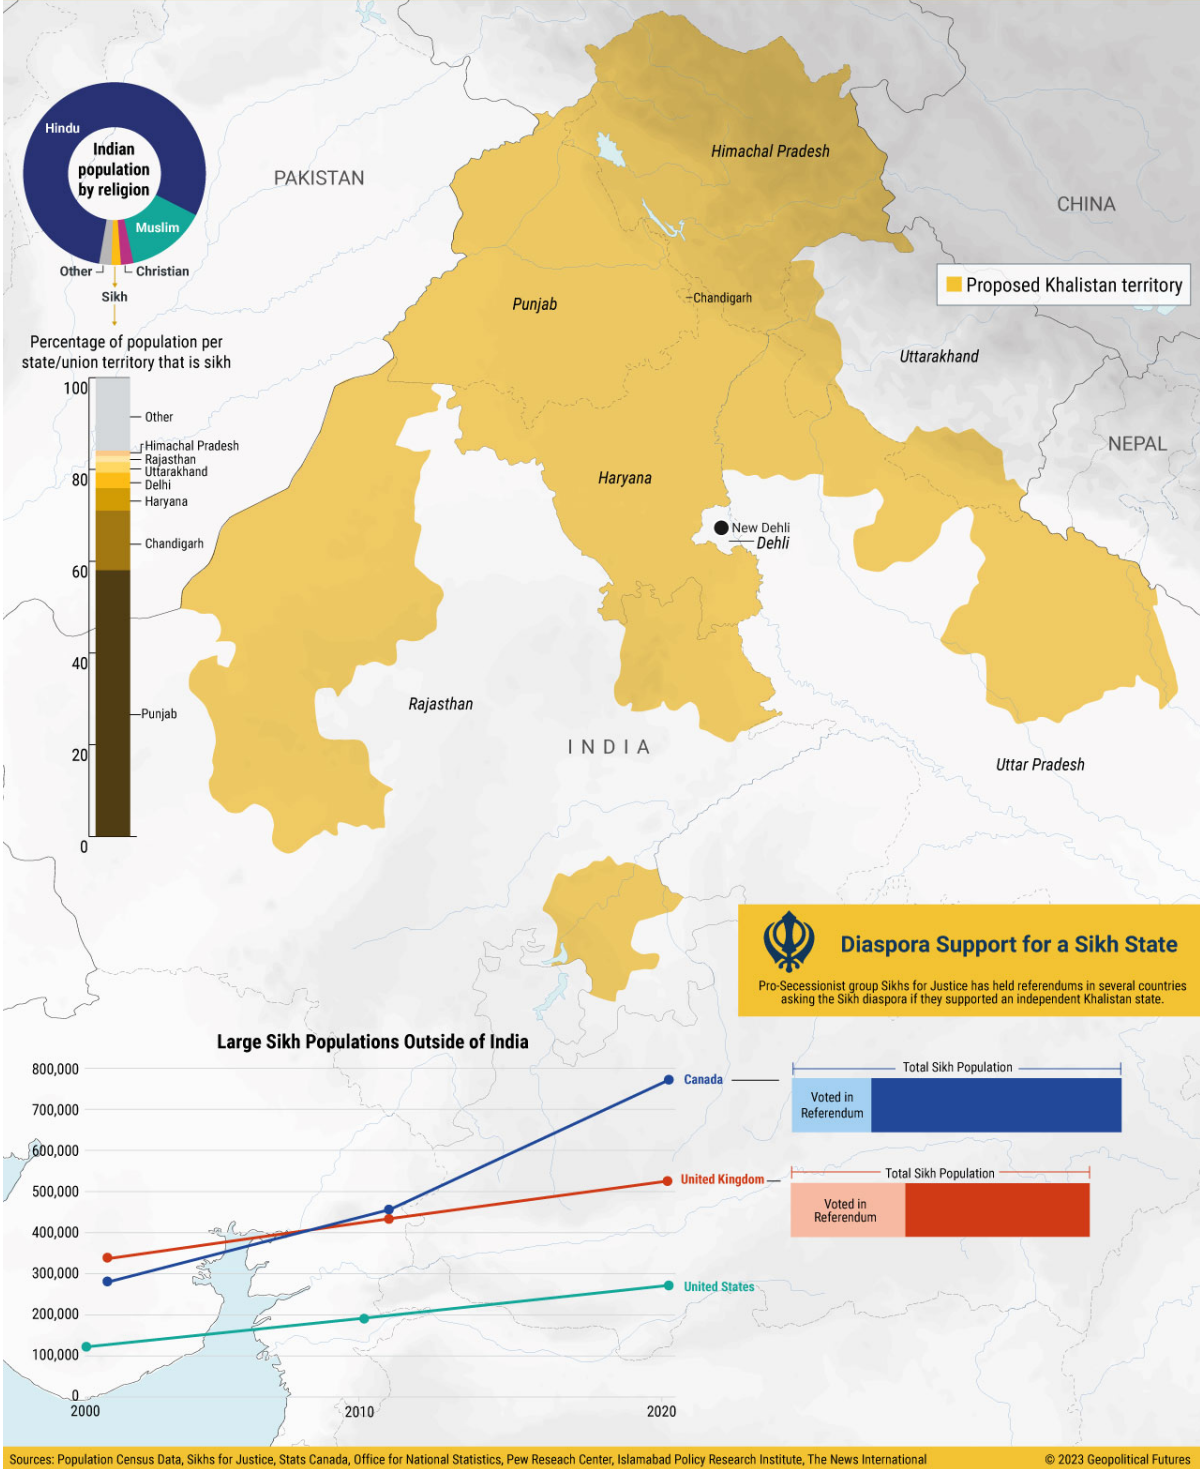 Hindu
Indian
population
by religion
Muslim
Other
Christian
Sikh
Percentage of population per
state/union territory that is sikh
100
80
60
40
20
0
Other
Himachal Pradesh
Rajasthan
Uttarakhand
Delhi
Haryana
Chandigarh
Punjab
PAKISTAN
Himachal Pradesh
CHINA
Proposed Khalistan territory
Punjab
Chandigarh
Uttarakhand
NEPAL
Haryana
New Dehli
Dehli
Rajasthan
INDIA
Uttar Pradesh
Diaspora Support for a Sikh State
Pro-Secessionist group Sikhs for Justice has held referendums in several countries
asking the Sikh diaspora if they supported an independent Khalistan state.
Large Sikh Populations Outside of India
800,000
700,000
600,000
500,000
400,000
300,000
200,000
100,000
0
2000
2010
2020
Canada
United Kingdom
United States
Total Sikh Population
Voted in
Referendum
Total Sikh Population
Voted in
Referendum
Sources: Population Census Data, Sikhs for Justice, Stats Canada, Office for National Statistics, Pew Reseach Center, Islamabad Policy Research Institute, The News International
© 2023 Geopolitical Futures